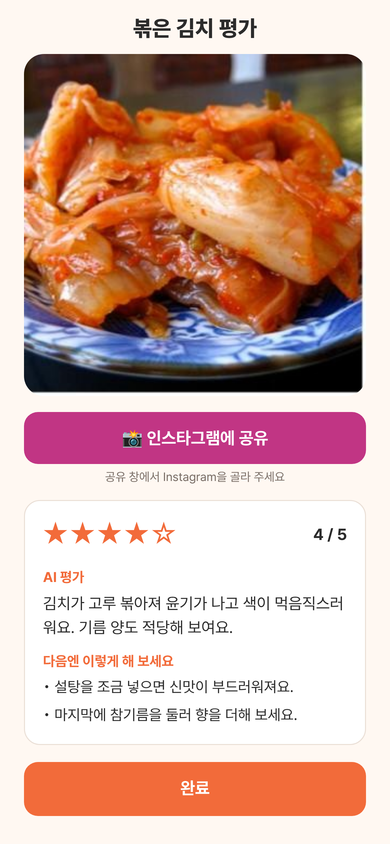 볶은 김치 평가
📸 인스타그램에 공유
공유 창에서 Instagram을 골라 주세요
★★★★☆ 4 / 5
AI 평가
김치가 고루 볶아져 윤기가 나고 색이 먹음직스러
워요. 기름 양도 적당해 보여요.
다음엔 이렇게 해 보세요
• 설탕을 조금 넣으면 신맛이 부드러워져요.
• 마지막에 참기름을 둘러 향을 더해 보세요.
완료